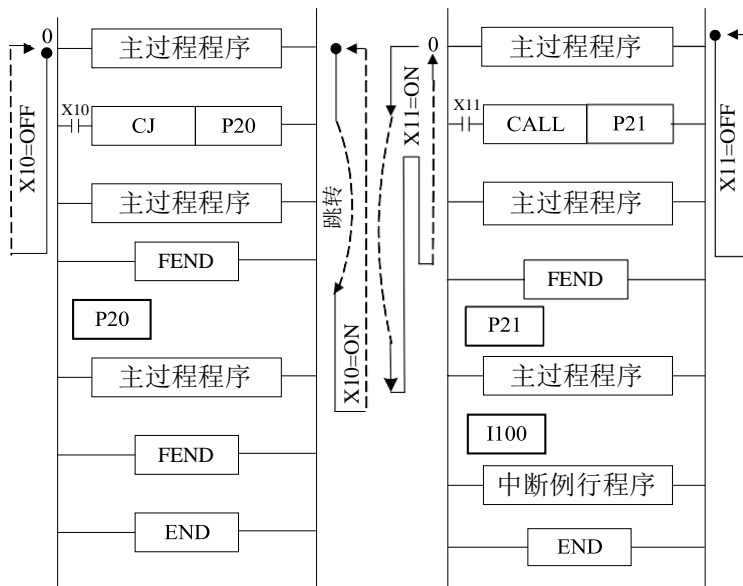 0
主过程程序
X10
CJ
P20
主过程程序
FEND
P20
主过程程序
FEND
END
X10=OFF
跳转
X10=ON
0
主过程程序
X11
CALL
P21
主过程程序
FEND
P21
主过程程序
I100
中断例行程序
END
X11=ON
X11=OFF